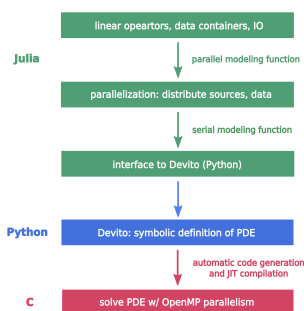 linear opeartors, data containers, IO
Julia
parallel modeling function
parallelization: distribute sources, data
serial modeling function
interface to Devito (Python)
Python
Devito: symbolic definition of PDE
automatic code generation
and JIT compilation
C
solve PDE w/ OpenMP parallelism